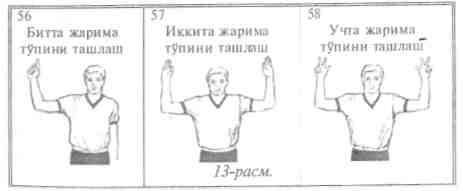 56
Битта жарима
тўпини ташлаш
57
Иккита жарима
тўпини ташлаш
58
Учта жарима
тўпини ташлаш
13-расм.